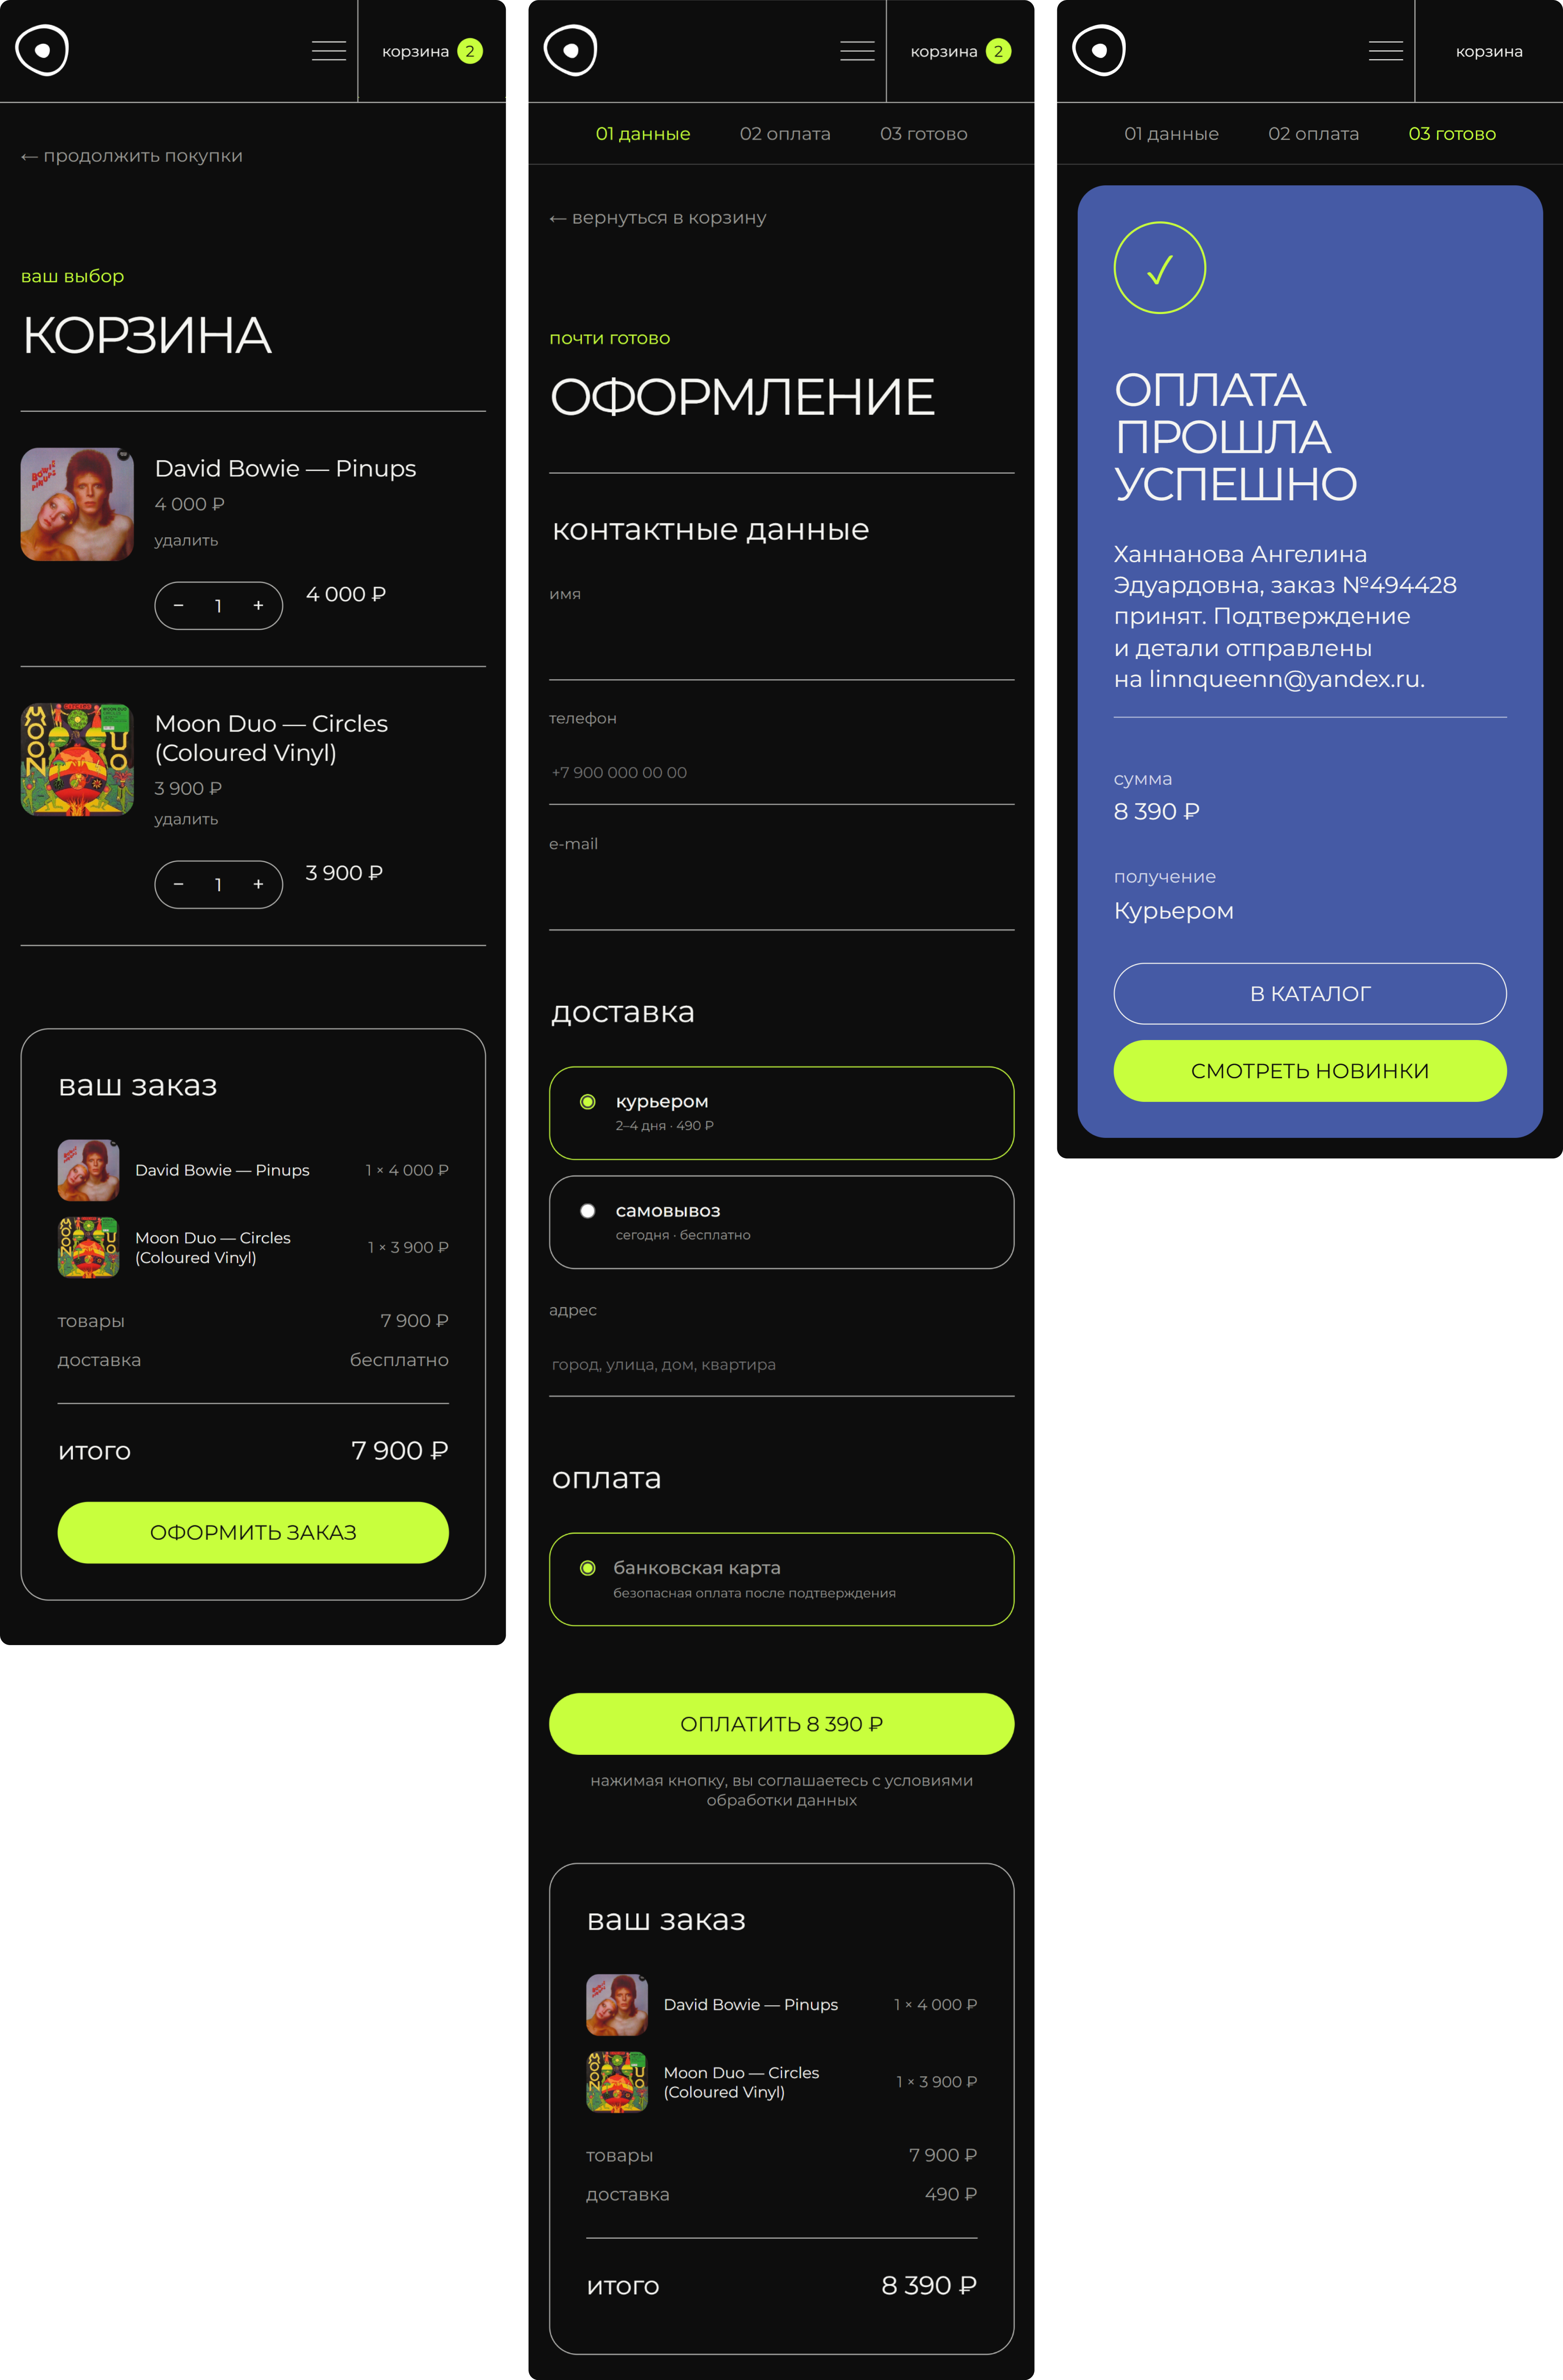 корзина 2
← продолжить покупки
ваш выбор
КОРЗИНА
BOWIE
PINUPS
David Bowie — Pinups
4 000 ₽
удалить
− 1 +
4 000 ₽
MOON
DUO
Moon Duo — Circles
(Coloured Vinyl)
3 900 ₽
удалить
− 1 +
3 900 ₽
ваш заказ
David Bowie — Pinups
1 × 4 000 ₽
Moon Duo — Circles
(Coloured Vinyl)
1 × 3 900 ₽
товары 7 900 ₽
доставка бесплатно
итого 7 900 ₽
ОФОРМИТЬ ЗАКАЗ
корзина 2
01 данные 02 оплата 03 готово
← вернуться в корзину
почти готово
ОФОРМЛЕНИЕ
контактные данные
имя
телефон
+7 900 000 00 00
e-mail
доставка
курьером
2–4 дня · 490 ₽
самовывоз
сегодня · бесплатно
адрес
город, улица, дом, квартира
оплата
банковская карта
безопасная оплата после подтверждения
ОПЛАТИТЬ 8 390 ₽
нажимая кнопку, вы соглашаетесь с условиями
обработки данных
ваш заказ
David Bowie — Pinups
1 × 4 000 ₽
Moon Duo — Circles
(Coloured Vinyl)
1 × 3 900 ₽
товары 7 900 ₽
доставка 490 ₽
итого 8 390 ₽
корзина
01 данные 02 оплата 03 готово
ОПЛАТА
ПРОШЛА
УСПЕШНО
Ханнанова Ангелина
Эдуардовна, заказ №494428
принят. Подтверждение
и детали отправлены
на linnqueenn@yandex.ru.
сумма
8 390 ₽
получение
Курьером
В КАТАЛОГ
СМОТРЕТЬ НОВИНКИ